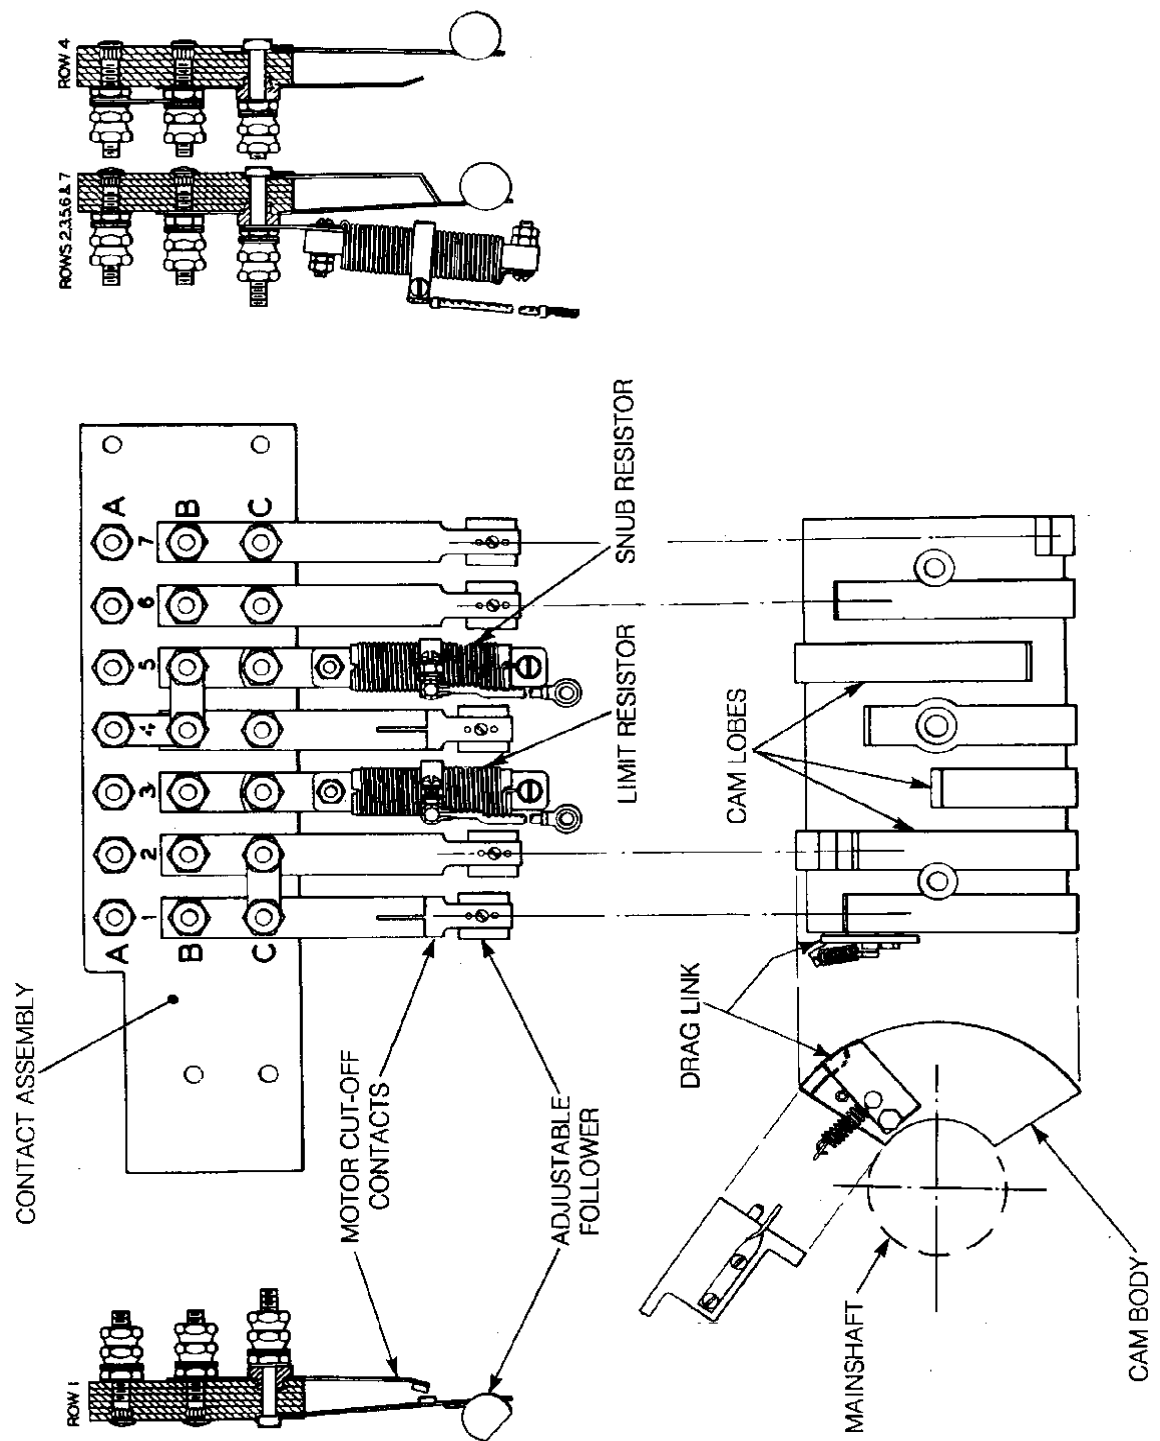 ROW 4
ROWS 2,3,5,6 & 7
ROW 1
CONTACT ASSEMBLY
A
B
C
1
2
3
4
5
6
7
A
B
C
MOTOR CUT-OFF
CONTACTS
ADJUSTABLE
FOLLOWER
LIMIT RESISTOR
SNUB RESISTOR
DRAG LINK
CAM LOBES
MAINSHAFT
CAM BODY